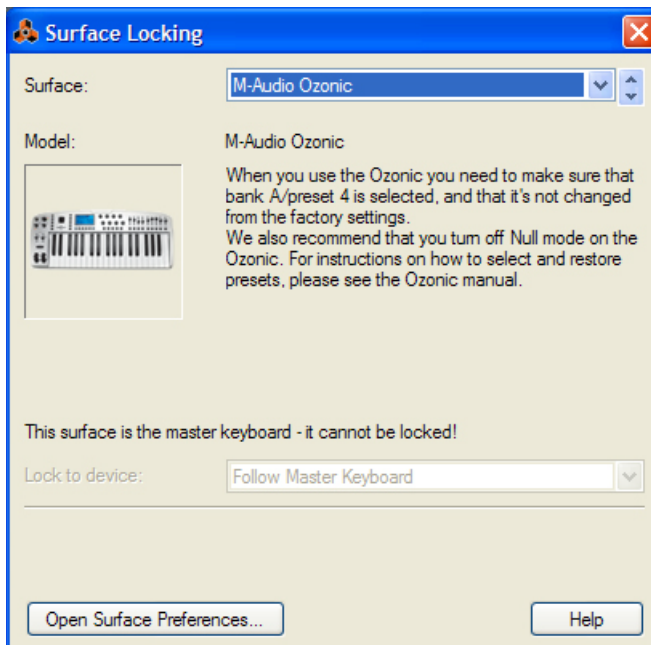 Surface Locking
Surface: M-Audio Ozonic
Model: M-Audio Ozonic
When you use the Ozonic you need to make sure that
bank A/preset 4 is selected, and that it's not changed
from the factory settings.
We also recommend that you turn off Null mode on the
Ozonic. For instructions on how to select and restore
presets, please see the Ozonic manual.
This surface is the master keyboard - it cannot be locked!
Lock to device: Follow Master Keyboard
Open Surface Preferences... Help